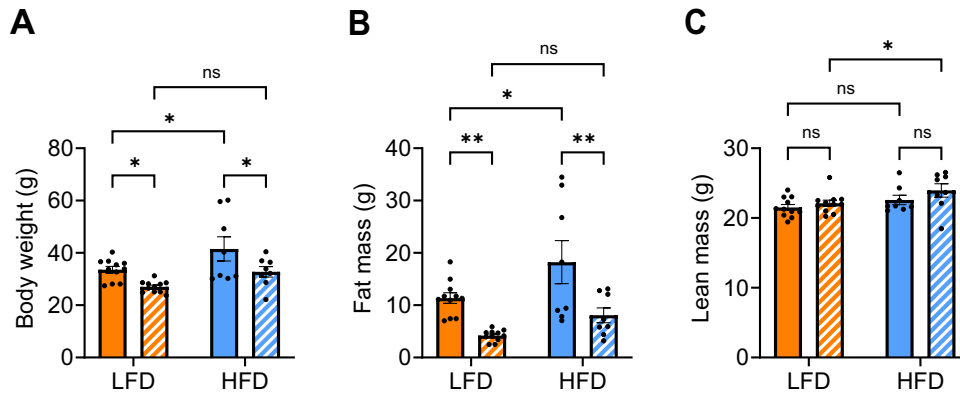 A
ns
*
*
*
Body weight (g)
80
60
40
20
0
LFD
HFD
B
ns
*
**
**
Fat mass (g)
40
30
20
10
0
LFD
HFD
C
*
ns
ns
ns
Lean mass (g)
30
20
10
0
LFD
HFD